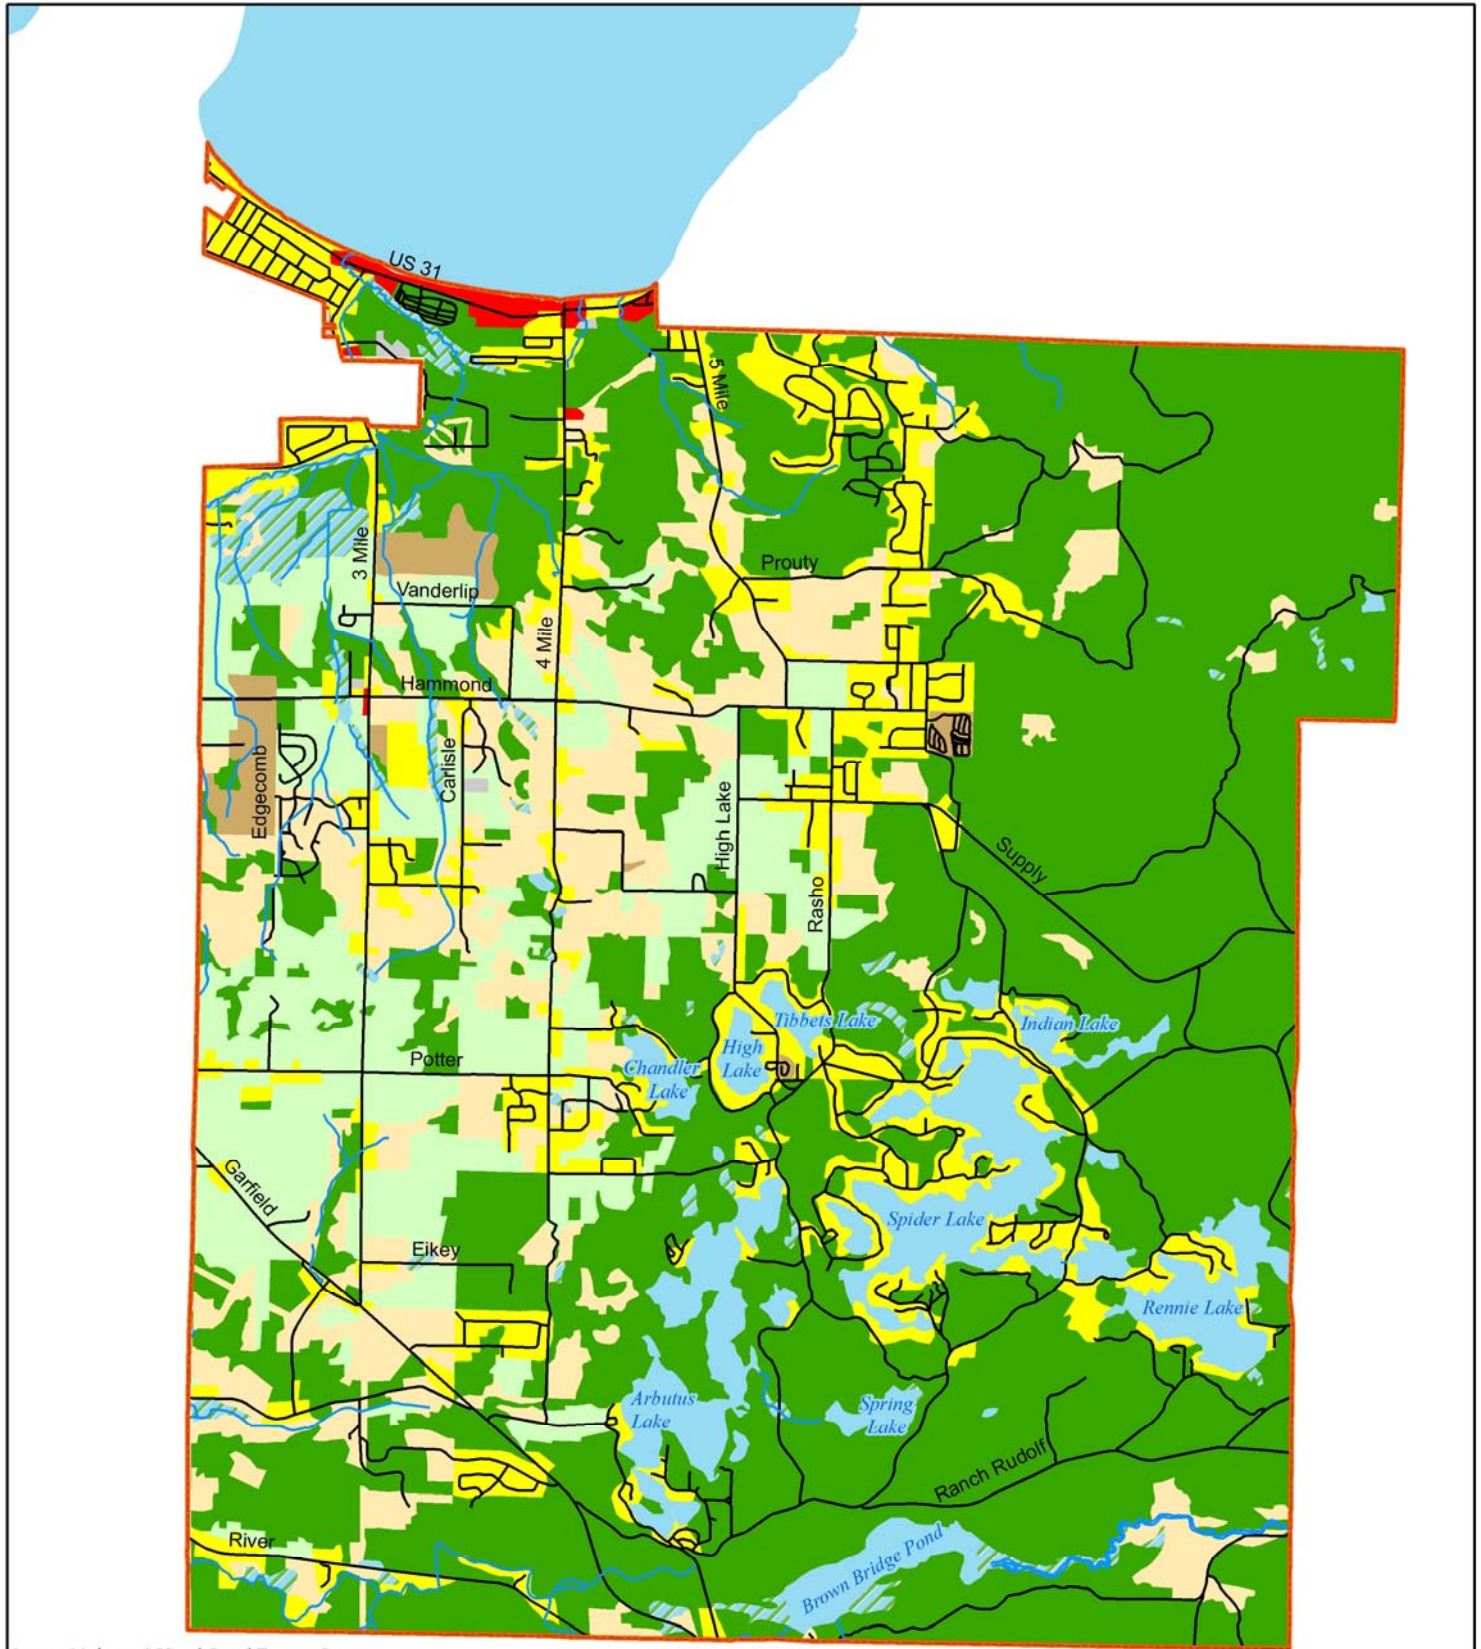 US 31
5 Mile
3 Mile
Prouty
Vanderlip
4 Mile
Hammond
Edgecomb
Carlisle
High Lake
Rasho
Supply
Tibbets Lake
Indian Lake
High
Lake
Chandler
Lake
Potter
Garfield
Spider Lake
Eikey
Rennie Lake
Arbutus
Lake
Spring
Lake
Ranch Rudolf
River
Brown Bridge Pond